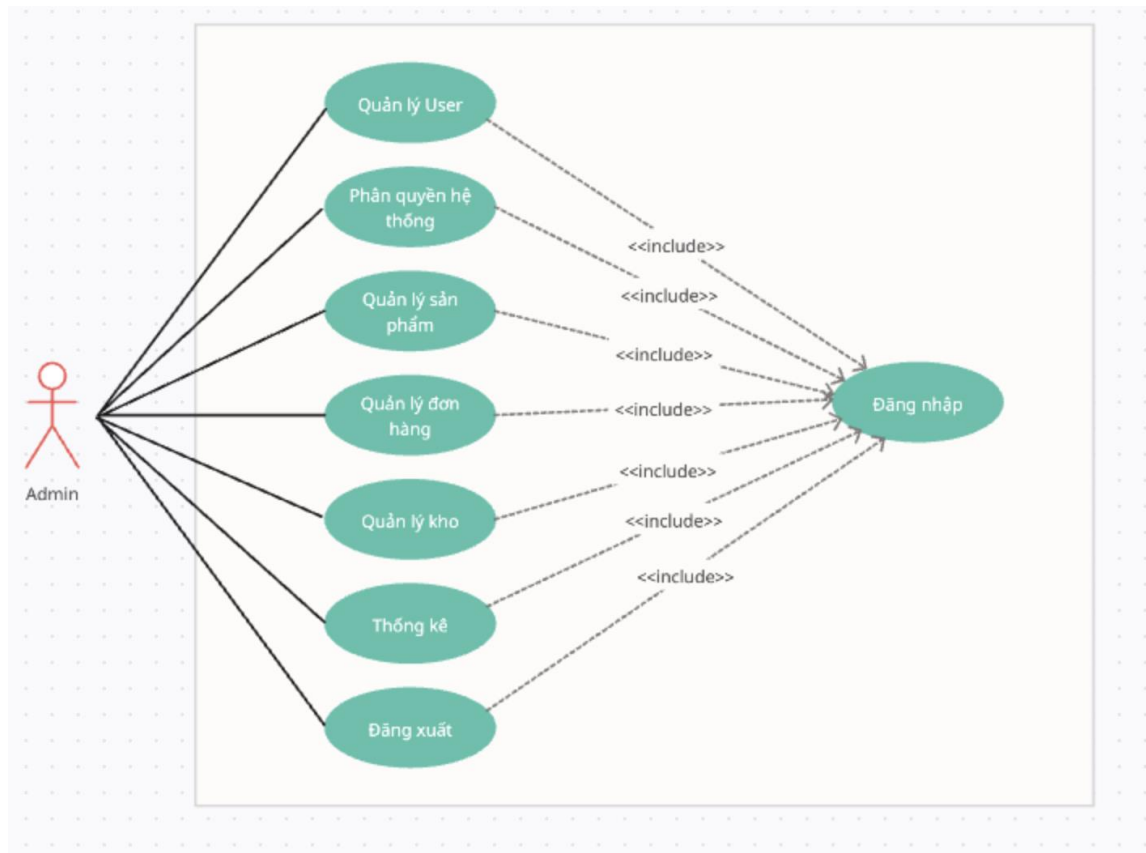 Quản lý User
Phân quyền hệ
thống
<<include>>
<<include>>
Quản lý sản
phẩm
<<include>>
Quản lý đơn
hàng
<<include>>
Đăng nhập
Admin
Quản lý kho
<<include>>
<<include>>
<<include>>
Thống kê
Đăng xuất